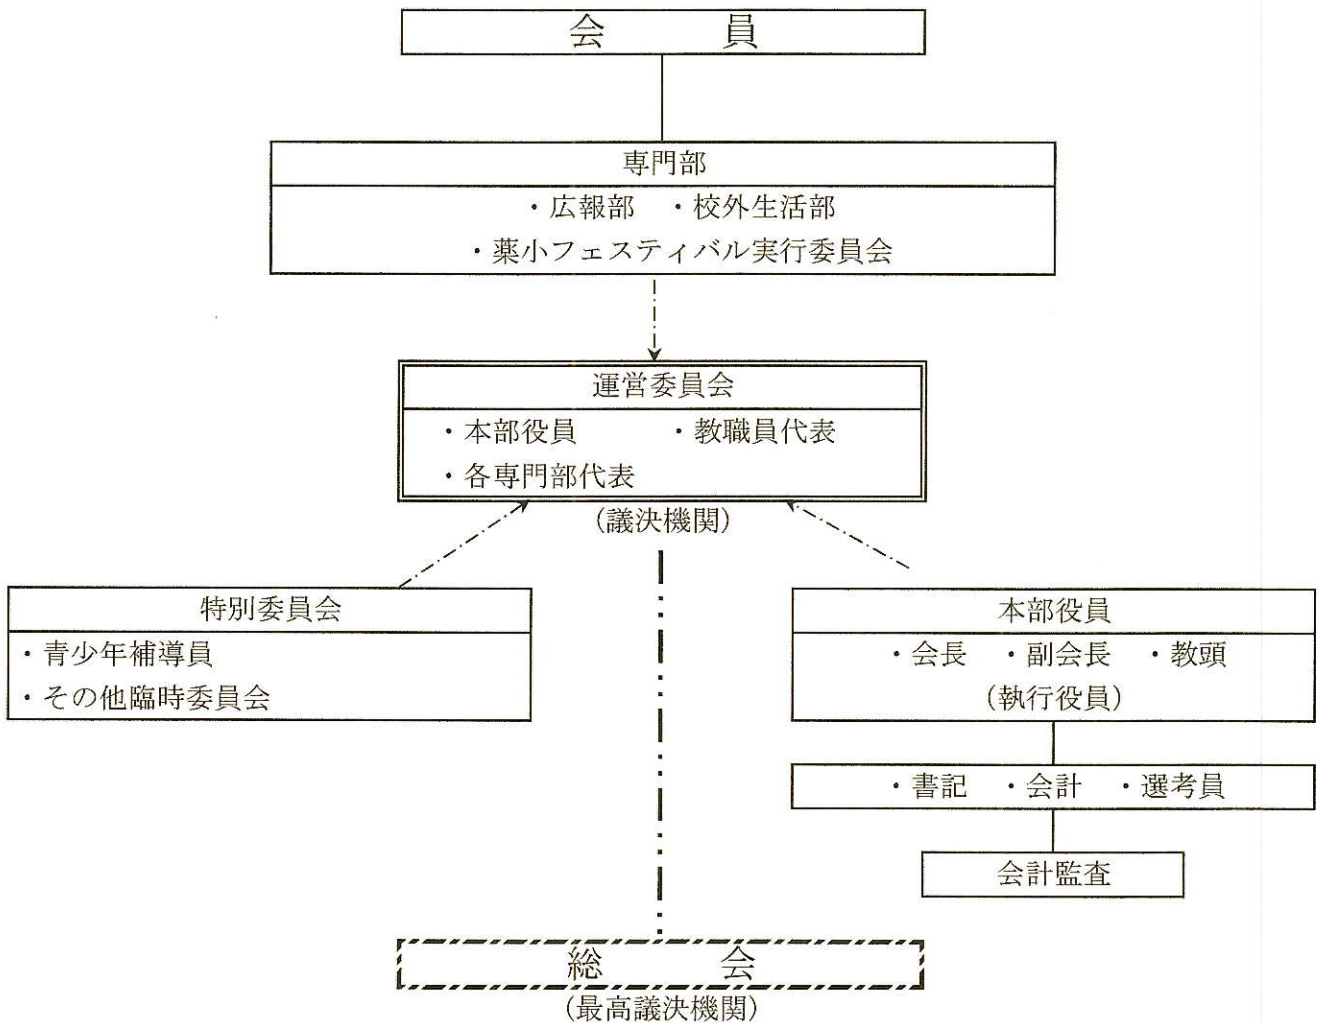 会　員
専門部
・広報部　・校外生活部
・薬小フェスティバル実行委員会
運営委員会
・本部役員　・教職員代表
・各専門部代表
(議決機関)
特別委員会
・青少年補導員
・その他臨時委員会
本部役員
・会長　・副会長　・教頭
(執行役員)
・書記　・会計　・選考員
会計監査
総　会
(最高議決機関)